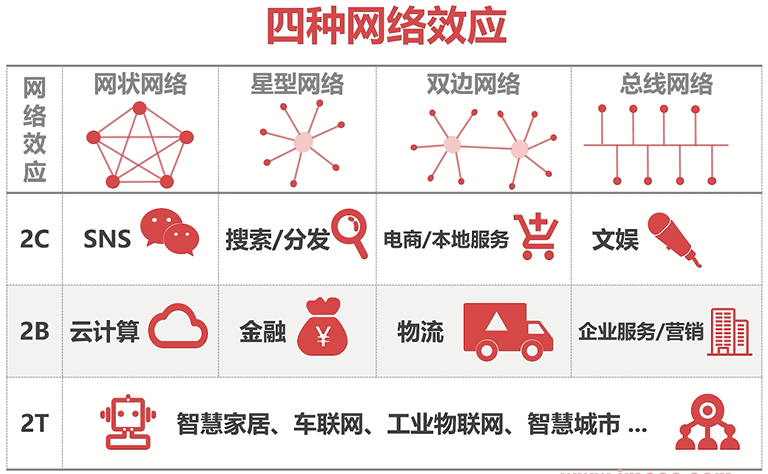 四种网络效应
网络效应
网状网络
星型网络
双边网络
总线网络
2C
SNS
搜索/分发
电商/本地服务
文娱
2B
云计算
金融
¥
物流
企业服务/营销
2T
智慧家居、车联网、工业物联网、智慧城市 ...